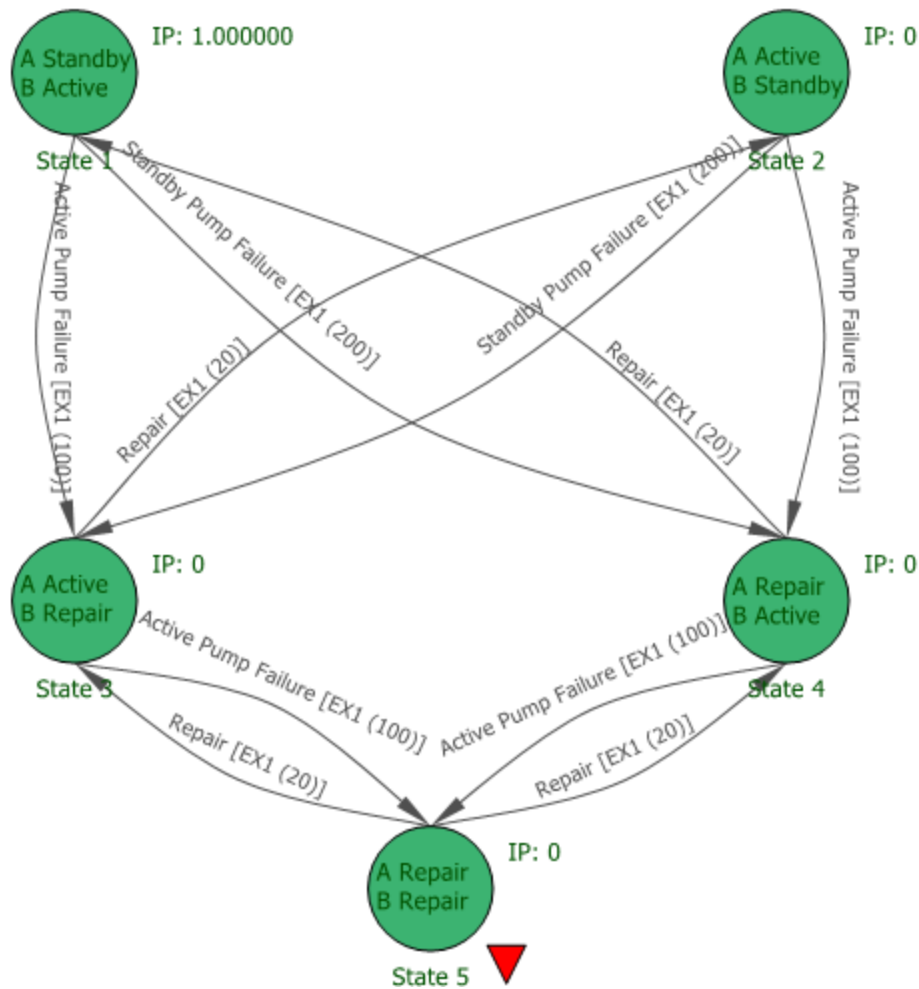 IP: 1.000000
IP: 0
A Standby
B Active
A Active
B Standby
State 1
State 2
Standby Pump Failure [EX1 (200)]
Standby Pump Failure [EX1 (200)]
Active Pump Failure [EX1 (100)]
Active Pump Failure [EX1 (100)]
Repair [EX1 (20)]
Repair [EX1 (20)]
IP: 0
IP: 0
A Active
B Repair
A Repair
B Active
State 3
State 4
Active Pump Failure [EX1 (100)]
Active Pump Failure [EX1 (100)]
Repair [EX1 (20)]
Repair [EX1 (20)]
IP: 0
A Repair
B Repair
State 5